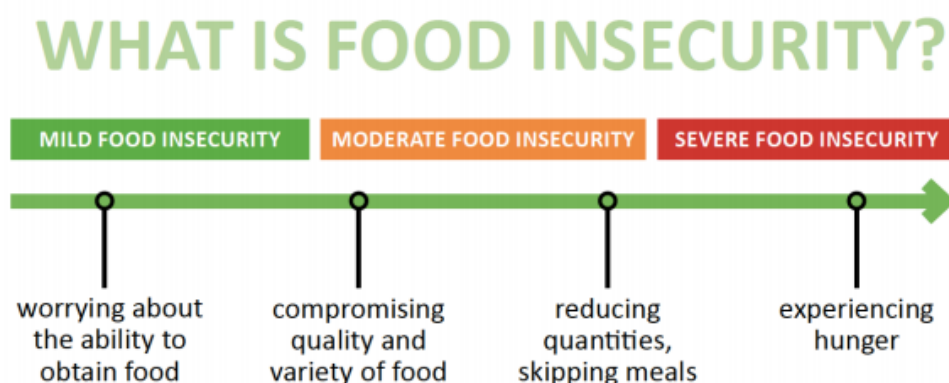 WHAT IS FOOD INSECURITY?
MILD FOOD INSECURITY
MODERATE FOOD INSECURITY
SEVERE FOOD INSECURITY
worrying about
the ability to
obtain food
compromising
quality and
variety of food
reducing
quantities,
skipping meals
experiencing
hunger